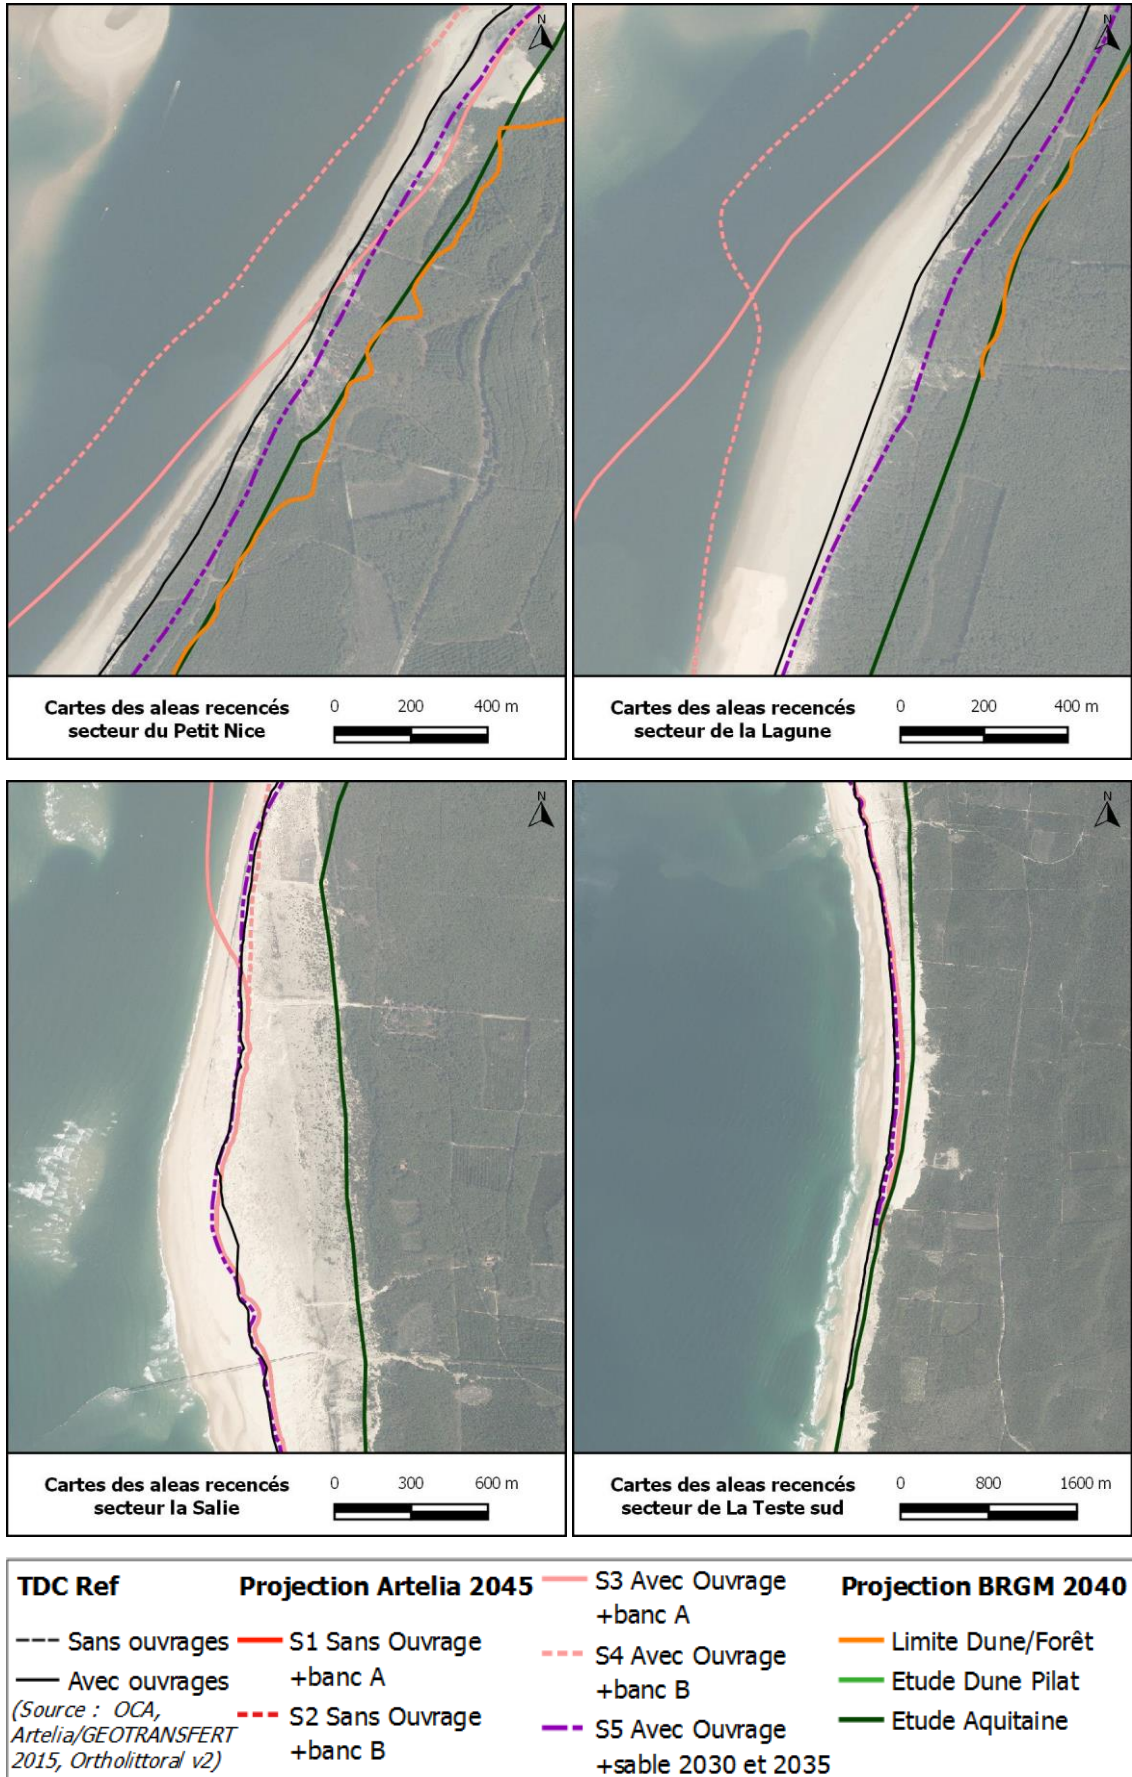 N
N
Cartes des aleas recencés
secteur du Petit Nice
0 200 400 m
Cartes des aleas recencés
secteur de la Lagune
0 200 400 m
N
N
Cartes des aleas recencés
secteur la Salie
0 300 600 m
Cartes des aleas recencés
secteur de La Teste sud
0 800 1600 m
TDC Ref
Sans ouvrages
Avec ouvrages
(Source : OCA,
Artelia/GEOTRANSFERT
2015, Ortholittoral v2)
Projection Artelia 2045
S1 Sans Ouvrage
+banc A
S2 Sans Ouvrage
+banc B
S3 Avec Ouvrage
+banc A
S4 Avec Ouvrage
+banc B
S5 Avec Ouvrage
+sable 2030 et 2035
Projection BRGM 2040
Limite Dune/Forêt
Etude Dune Pilat
Etude Aquitaine